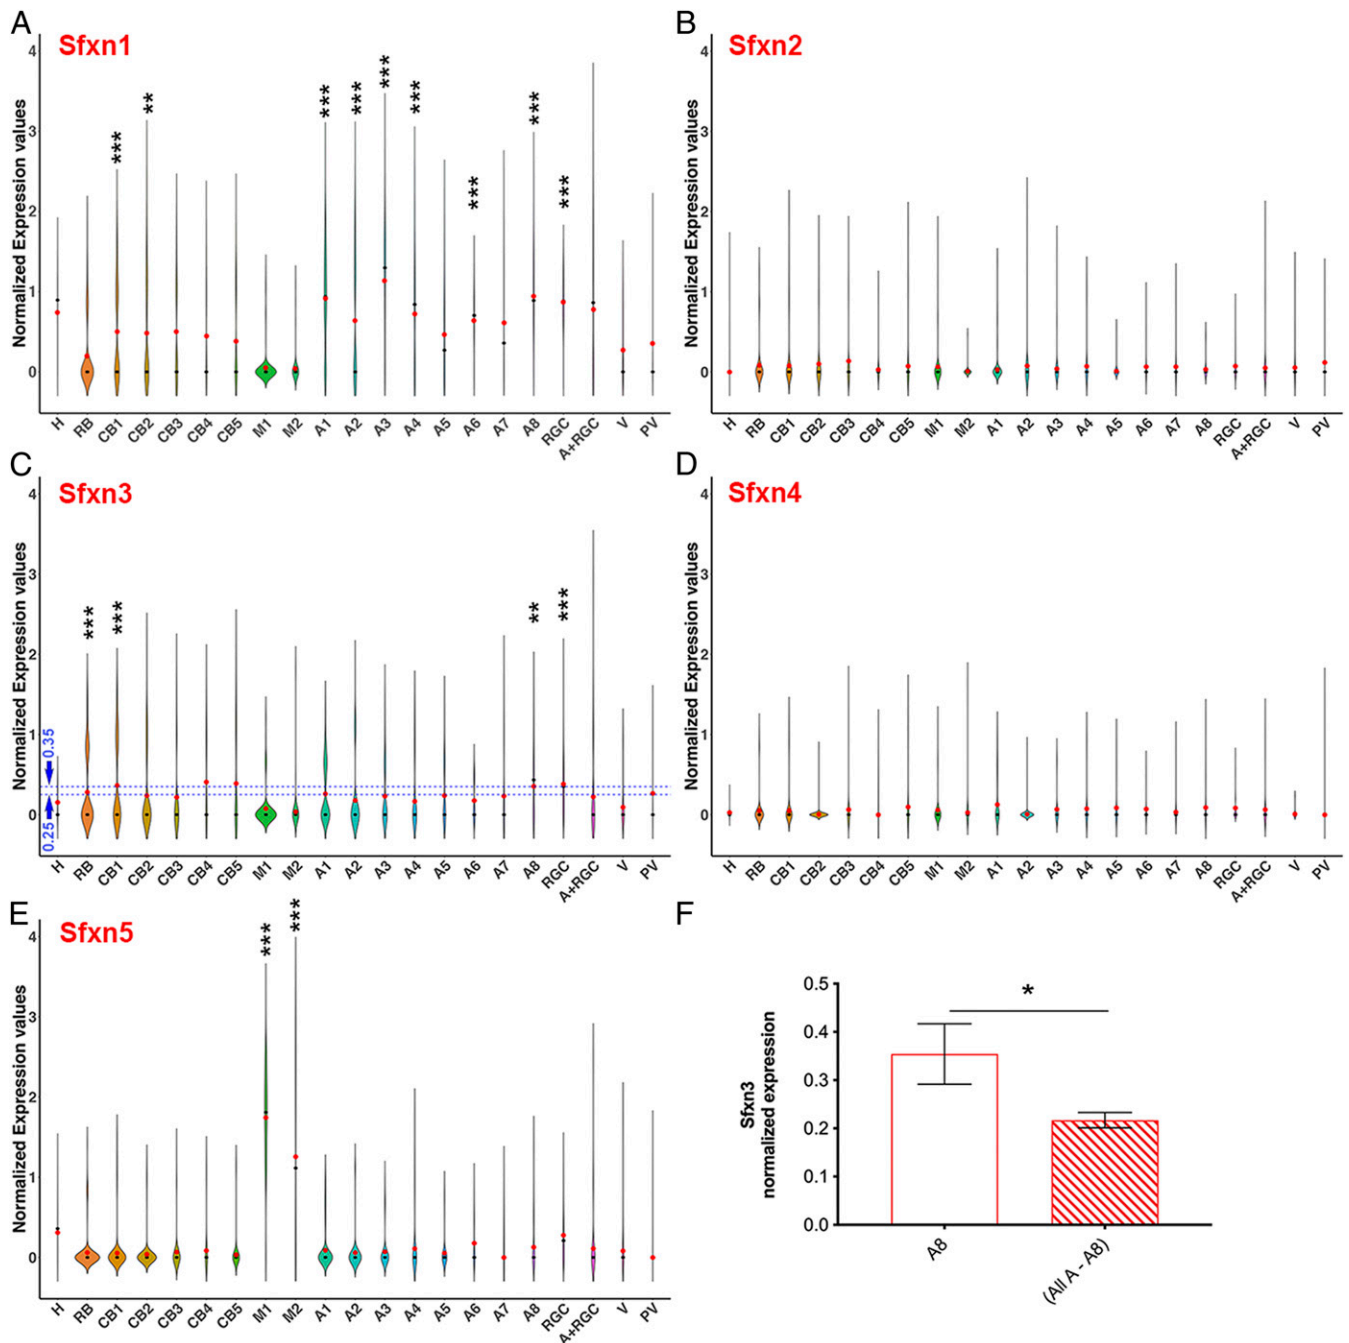 A
Sfxn1
Normalized Expression values
4
3
2
1
0
***
**
***
***
***
***
***
***
***
H RB CB1 CB2 CB3 CB4 CB5 M1 M2 A1 A2 A3 A4 A5 A6 A7 A8 RGC A+RGC V PV
B
Sfxn2
Normalized Expression values
4
3
2
1
0
H RB CB1 CB2 CB3 CB4 CB5 M1 M2 A1 A2 A3 A4 A5 A6 A7 A8 RGC A+RGC V PV
C
Sfxn3
Normalized Expression values
4
3
2
1
0
0.35
0.25
***
***
**
***
H RB CB1 CB2 CB3 CB4 CB5 M1 M2 A1 A2 A3 A4 A5 A6 A7 A8 RGC A+RGC V PV
D
Sfxn4
Normalized Expression values
4
3
2
1
0
H RB CB1 CB2 CB3 CB4 CB5 M1 M2 A1 A2 A3 A4 A5 A6 A7 A8 RGC A+RGC V PV
E
Sfxn5
Normalized Expression values
4
3
2
1
0
***
***
H RB CB1 CB2 CB3 CB4 CB5 M1 M2 A1 A2 A3 A4 A5 A6 A7 A8 RGC A+RGC V PV
F
Sfxn3
normalized expression
0.5
0.4
0.3
0.2
0.1
0.0
*
A8
(All A - A8)